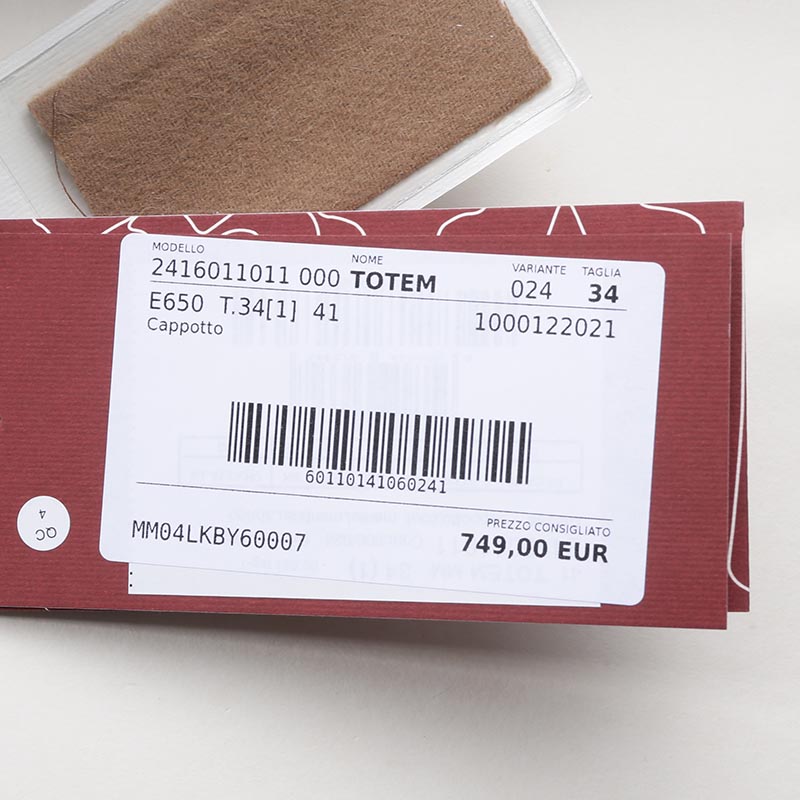 MODELLO NOME VARIANTE TAGLIA
2416011011 000 TOTEM 024 34
E650 T.34[1] 41 1000122021
Cappotto
60110141060241
PREZZO CONSIGLIATO
MM04LKBY60007 749,00 EUR
QC
4